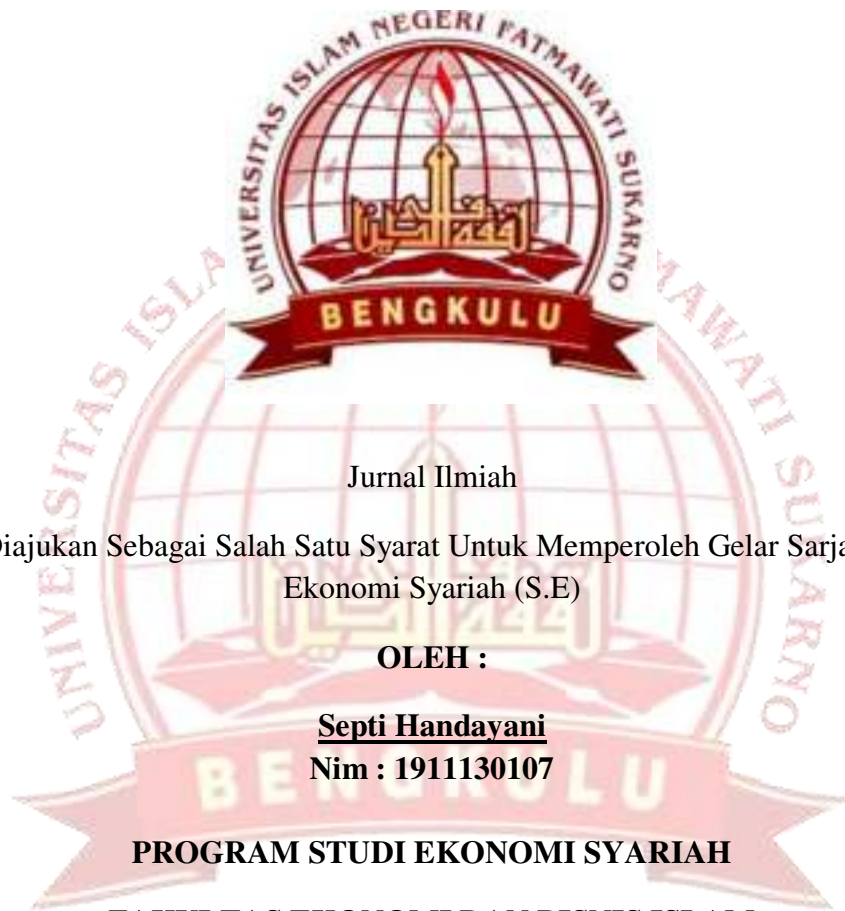 UNIVERSITAS ISLAM NEGERI FATMAWATI SUKARNO
BENGKULU
Jurnal Ilmiah
Diajukan Sebagai Salah Satu Syarat Untuk Memperoleh Gelar
Ekonomi Syariah (S.E)
OLEH :
Septi Handayani
Nim : 1911130107
BENGKULU
PROGRAM STUDI EKONOMI SYARIAH